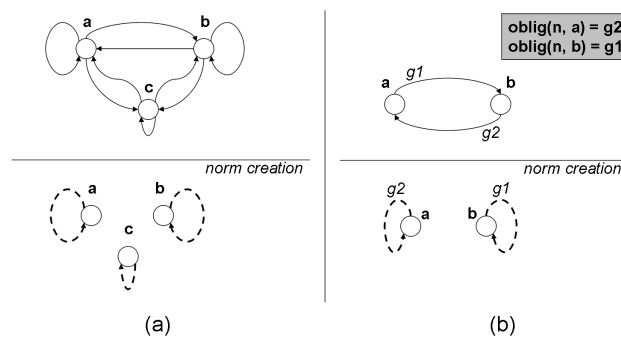 a
b
c
norm creation
a
b
c
(a)
oblig(n, a) = g2
oblig(n, b) = g1
g1
a
b
g2
norm creation
g2
g1
a
b
(b)